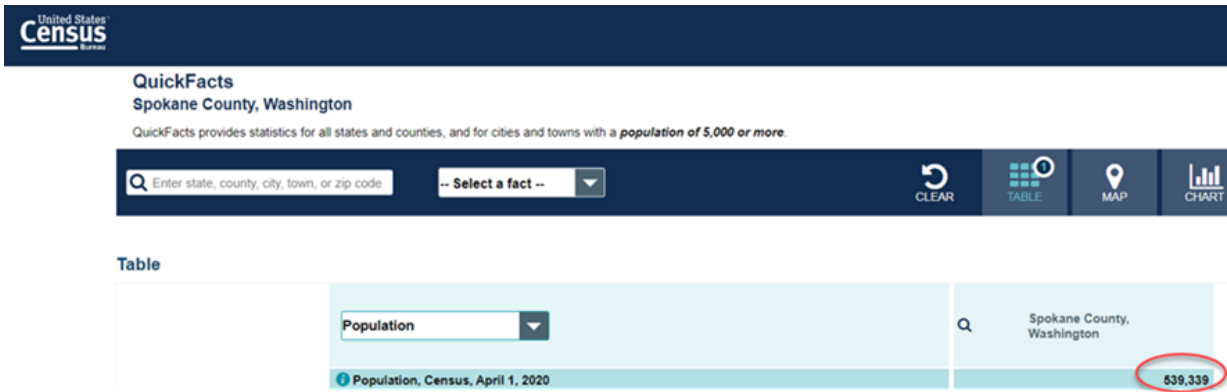 United States™
Census
Bureau
QuickFacts
Spokane County, Washington
QuickFacts provides statistics for all states and counties, and for cities and towns with a population of 5,000 or more.
Enter state, county, city, town, or zip code
-- Select a fact --
CLEAR
1
TABLE
MAP
CHART
Table
Population
Spokane County,
Washington
Population, Census, April 1, 2020 539,339